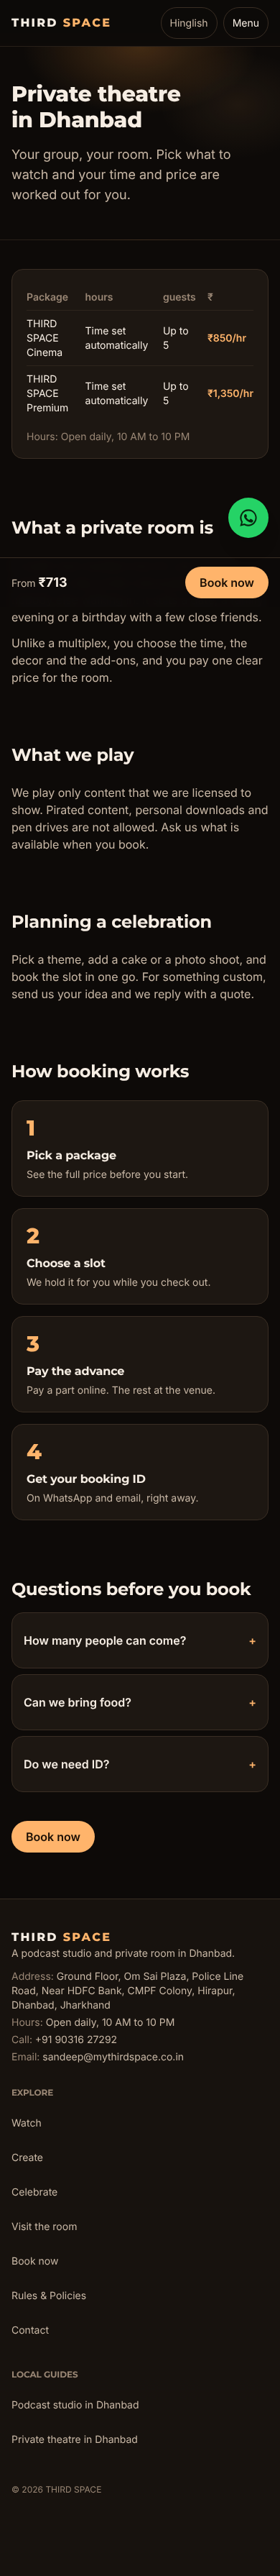 THIRD SPACE
Hinglish
Menu
Private theatre
in Dhanbad
Your group, your room. Pick what to
watch and your time and price are
worked out for you.
Package hours guests ₹
THIRD SPACE Cinema Time set automatically Up to 5 ₹850/hr
THIRD SPACE Premium Time set automatically Up to 5 ₹1,350/hr
Hours: Open daily, 10 AM to 10 PM
What a private room is
From ₹713
Book now
evening or a birthday with a few close friends.
Unlike a multiplex, you choose the time, the
decor and the add-ons, and you pay one clear
price for the room.
What we play
We play only content that we are licensed to
show. Pirated content, personal downloads and
pen drives are not allowed. Ask us what is
available when you book.
Planning a celebration
Pick a theme, add a cake or a photo shoot, and
book the slot in one go. For something custom,
send us your idea and we reply with a quote.
How booking works
1
Pick a package
See the full price before you start.
2
Choose a slot
We hold it for you while you check out.
3
Pay the advance
Pay a part online. The rest at the venue.
4
Get your booking ID
On WhatsApp and email, right away.
Questions before you book
How many people can come? +
Can we bring food? +
Do we need ID? +
Book now
THIRD SPACE
A podcast studio and private room in Dhanbad.
Address: Ground Floor, Om Sai Plaza, Police Line
Road, Near HDFC Bank, CMPF Colony, Hirapur,
Dhanbad, Jharkhand
Hours: Open daily, 10 AM to 10 PM
Call: +91 90316 27292
Email: sandeep@mythirdspace.co.in
EXPLORE
Watch
Create
Celebrate
Visit the room
Book now
Rules & Policies
Contact
LOCAL GUIDES
Podcast studio in Dhanbad
Private theatre in Dhanbad
© 2026 THIRD SPACE